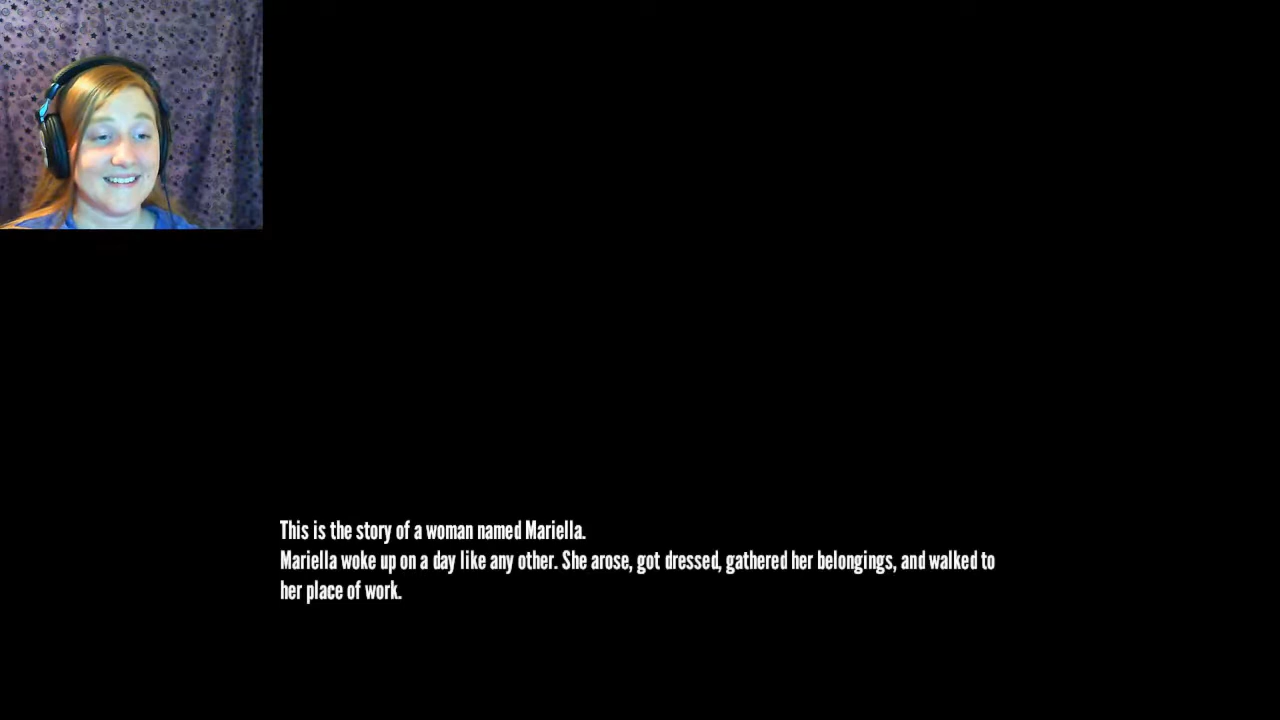 This is the story of a woman named Mariella.
Mariella woke up on a day like any other. She arose, got dressed, gathered her belongings, and walked to
her place of work.